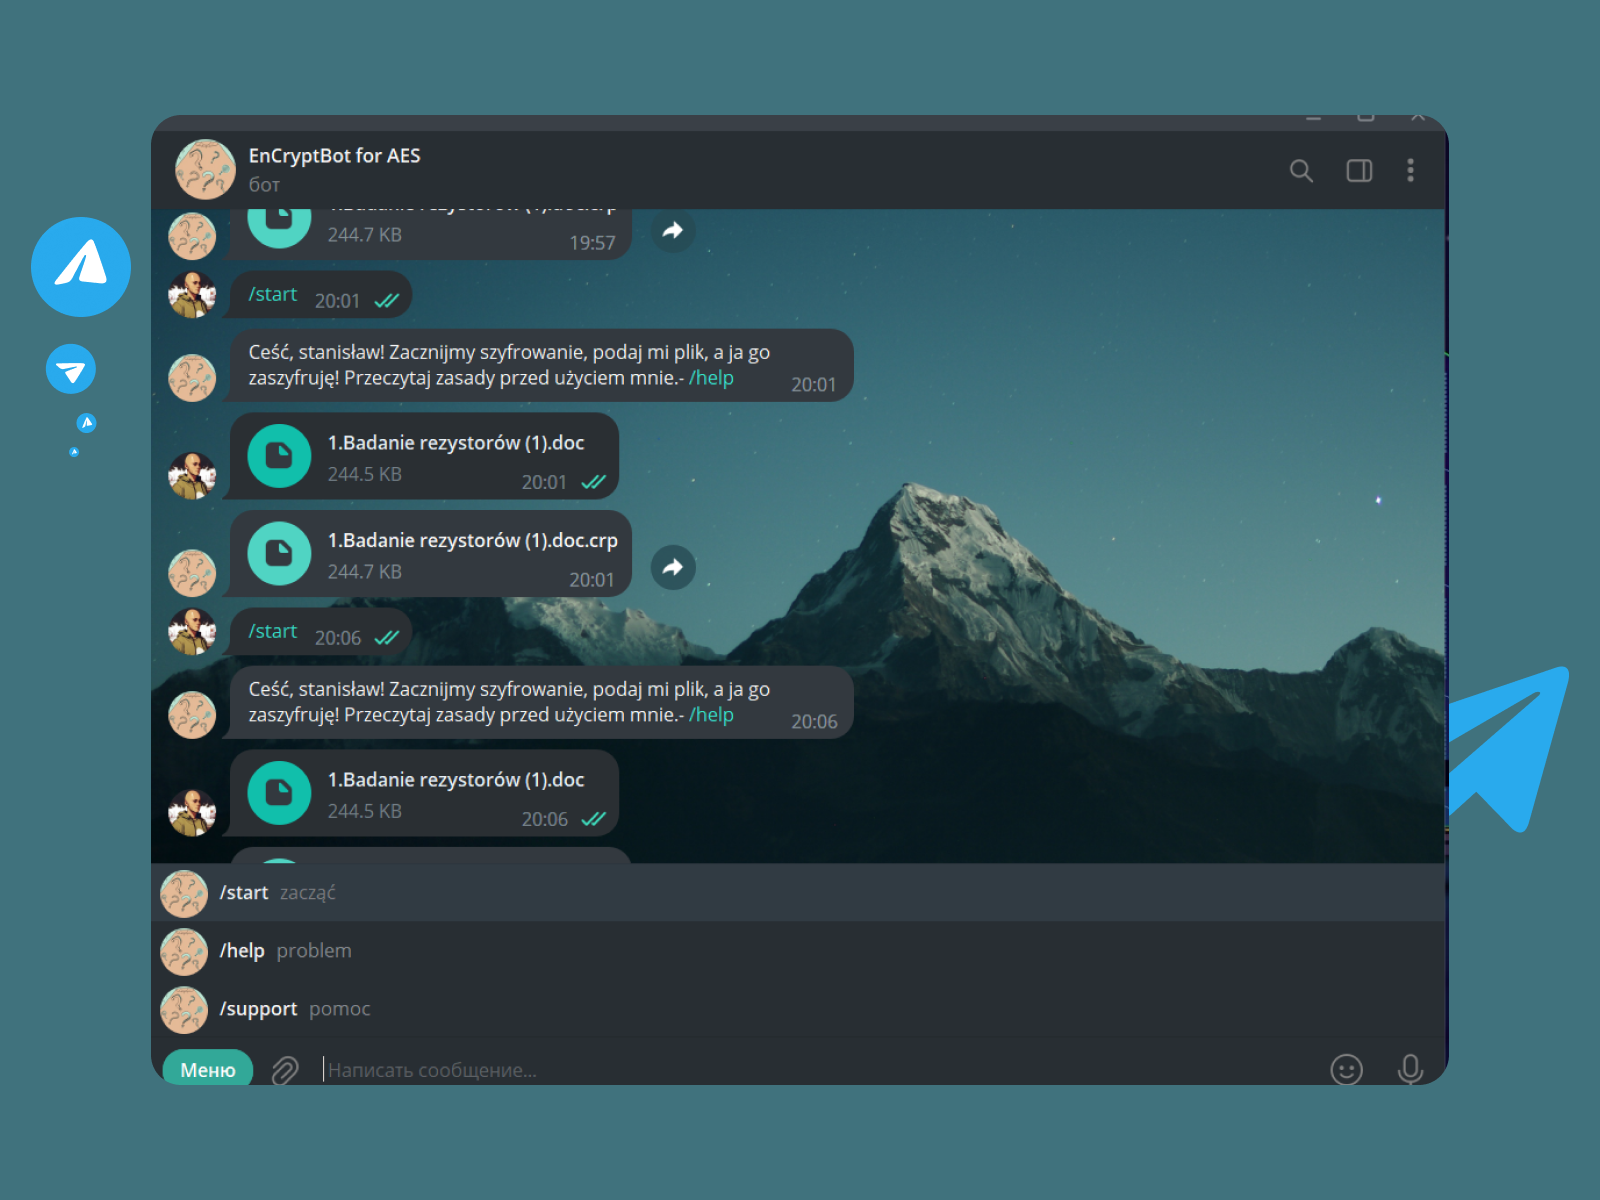 EnCryptBot for AES
бот
244.7 KB
19:57
/start 20:01
Ceść, stanisław! Zacznijmy szyfrowanie, podaj mi plik, a ja go
zaszyfruję! Przeczytaj zasady przed użyciem mnie.- /help 20:01
1.Badanie rezystorów (1).doc
244.5 KB
20:01
1.Badanie rezystorów (1).doc.crp
244.7 KB
20:01
/start 20:06
Ceść, stanisław! Zacznijmy szyfrowanie, podaj mi plik, a ja go
zaszyfruję! Przeczytaj zasady przed użyciem mnie.- /help 20:06
1.Badanie rezystorów (1).doc
244.5 KB
20:06
/start zacząć
/help problem
/support pomoc
Меню Написать сообщение...